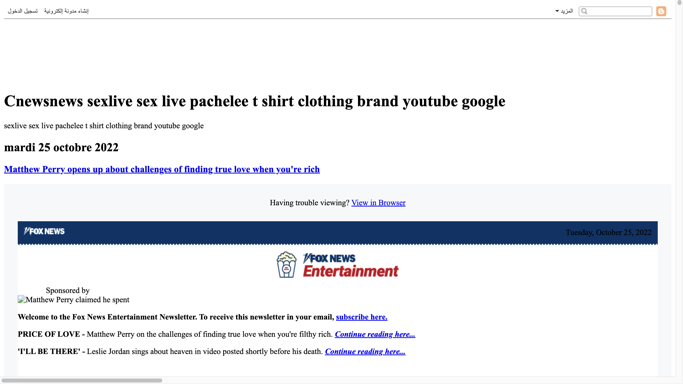 تسجيل الدخول إنشاء مدونة إلكترونية المزيد
Cnewsnews sexlive sex live pachelee t shirt clothing brand youtube google
sexlive sex live pachelee t shirt clothing brand youtube google
mardi 25 octobre 2022
Matthew Perry opens up about challenges of finding true love when you're rich
Having trouble viewing? View in Browser
FOX NEWS Tuesday, October 25, 2022
FOX NEWS
Entertainment
Sponsored by
Matthew Perry claimed he spent
Welcome to the Fox News Entertainment Newsletter. To receive this newsletter in your email, subscribe here.
PRICE OF LOVE - Matthew Perry on the challenges of finding true love when you're filthy rich. Continue reading here...
'I'LL BE THERE' - Leslie Jordan sings about heaven in video posted shortly before his death. Continue reading here...